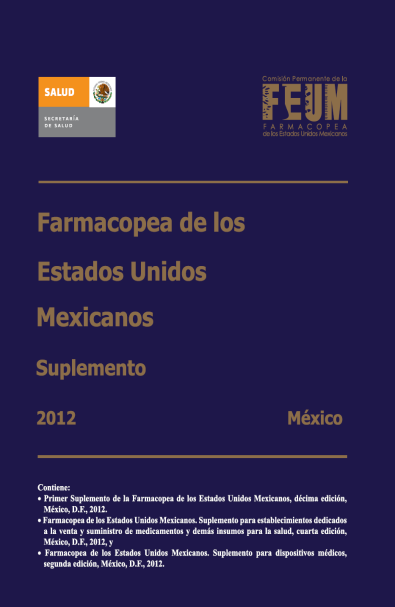 SALUD
SECRETARÍA
DE SALUD
Comisión Permanente de la
FEUM
FARMACOPEA
de los Estados Unidos Mexicanos
Farmacopea de los
Estados Unidos
Mexicanos
Suplemento
2012 México
Contiene:
• Primer Suplemento de la Farmacopea de los Estados Unidos Mexicanos, décima edición,
México, D.F., 2012.
• Farmacopea de los Estados Unidos Mexicanos. Suplemento para establecimientos dedicados
a la venta y suministro de medicamentos y demás insumos para la salud, cuarta edición,
México, D.F., 2012, y
• Farmacopea de los Estados Unidos Mexicanos. Suplemento para dispositivos médicos,
segunda edición, México, D.F., 2012.